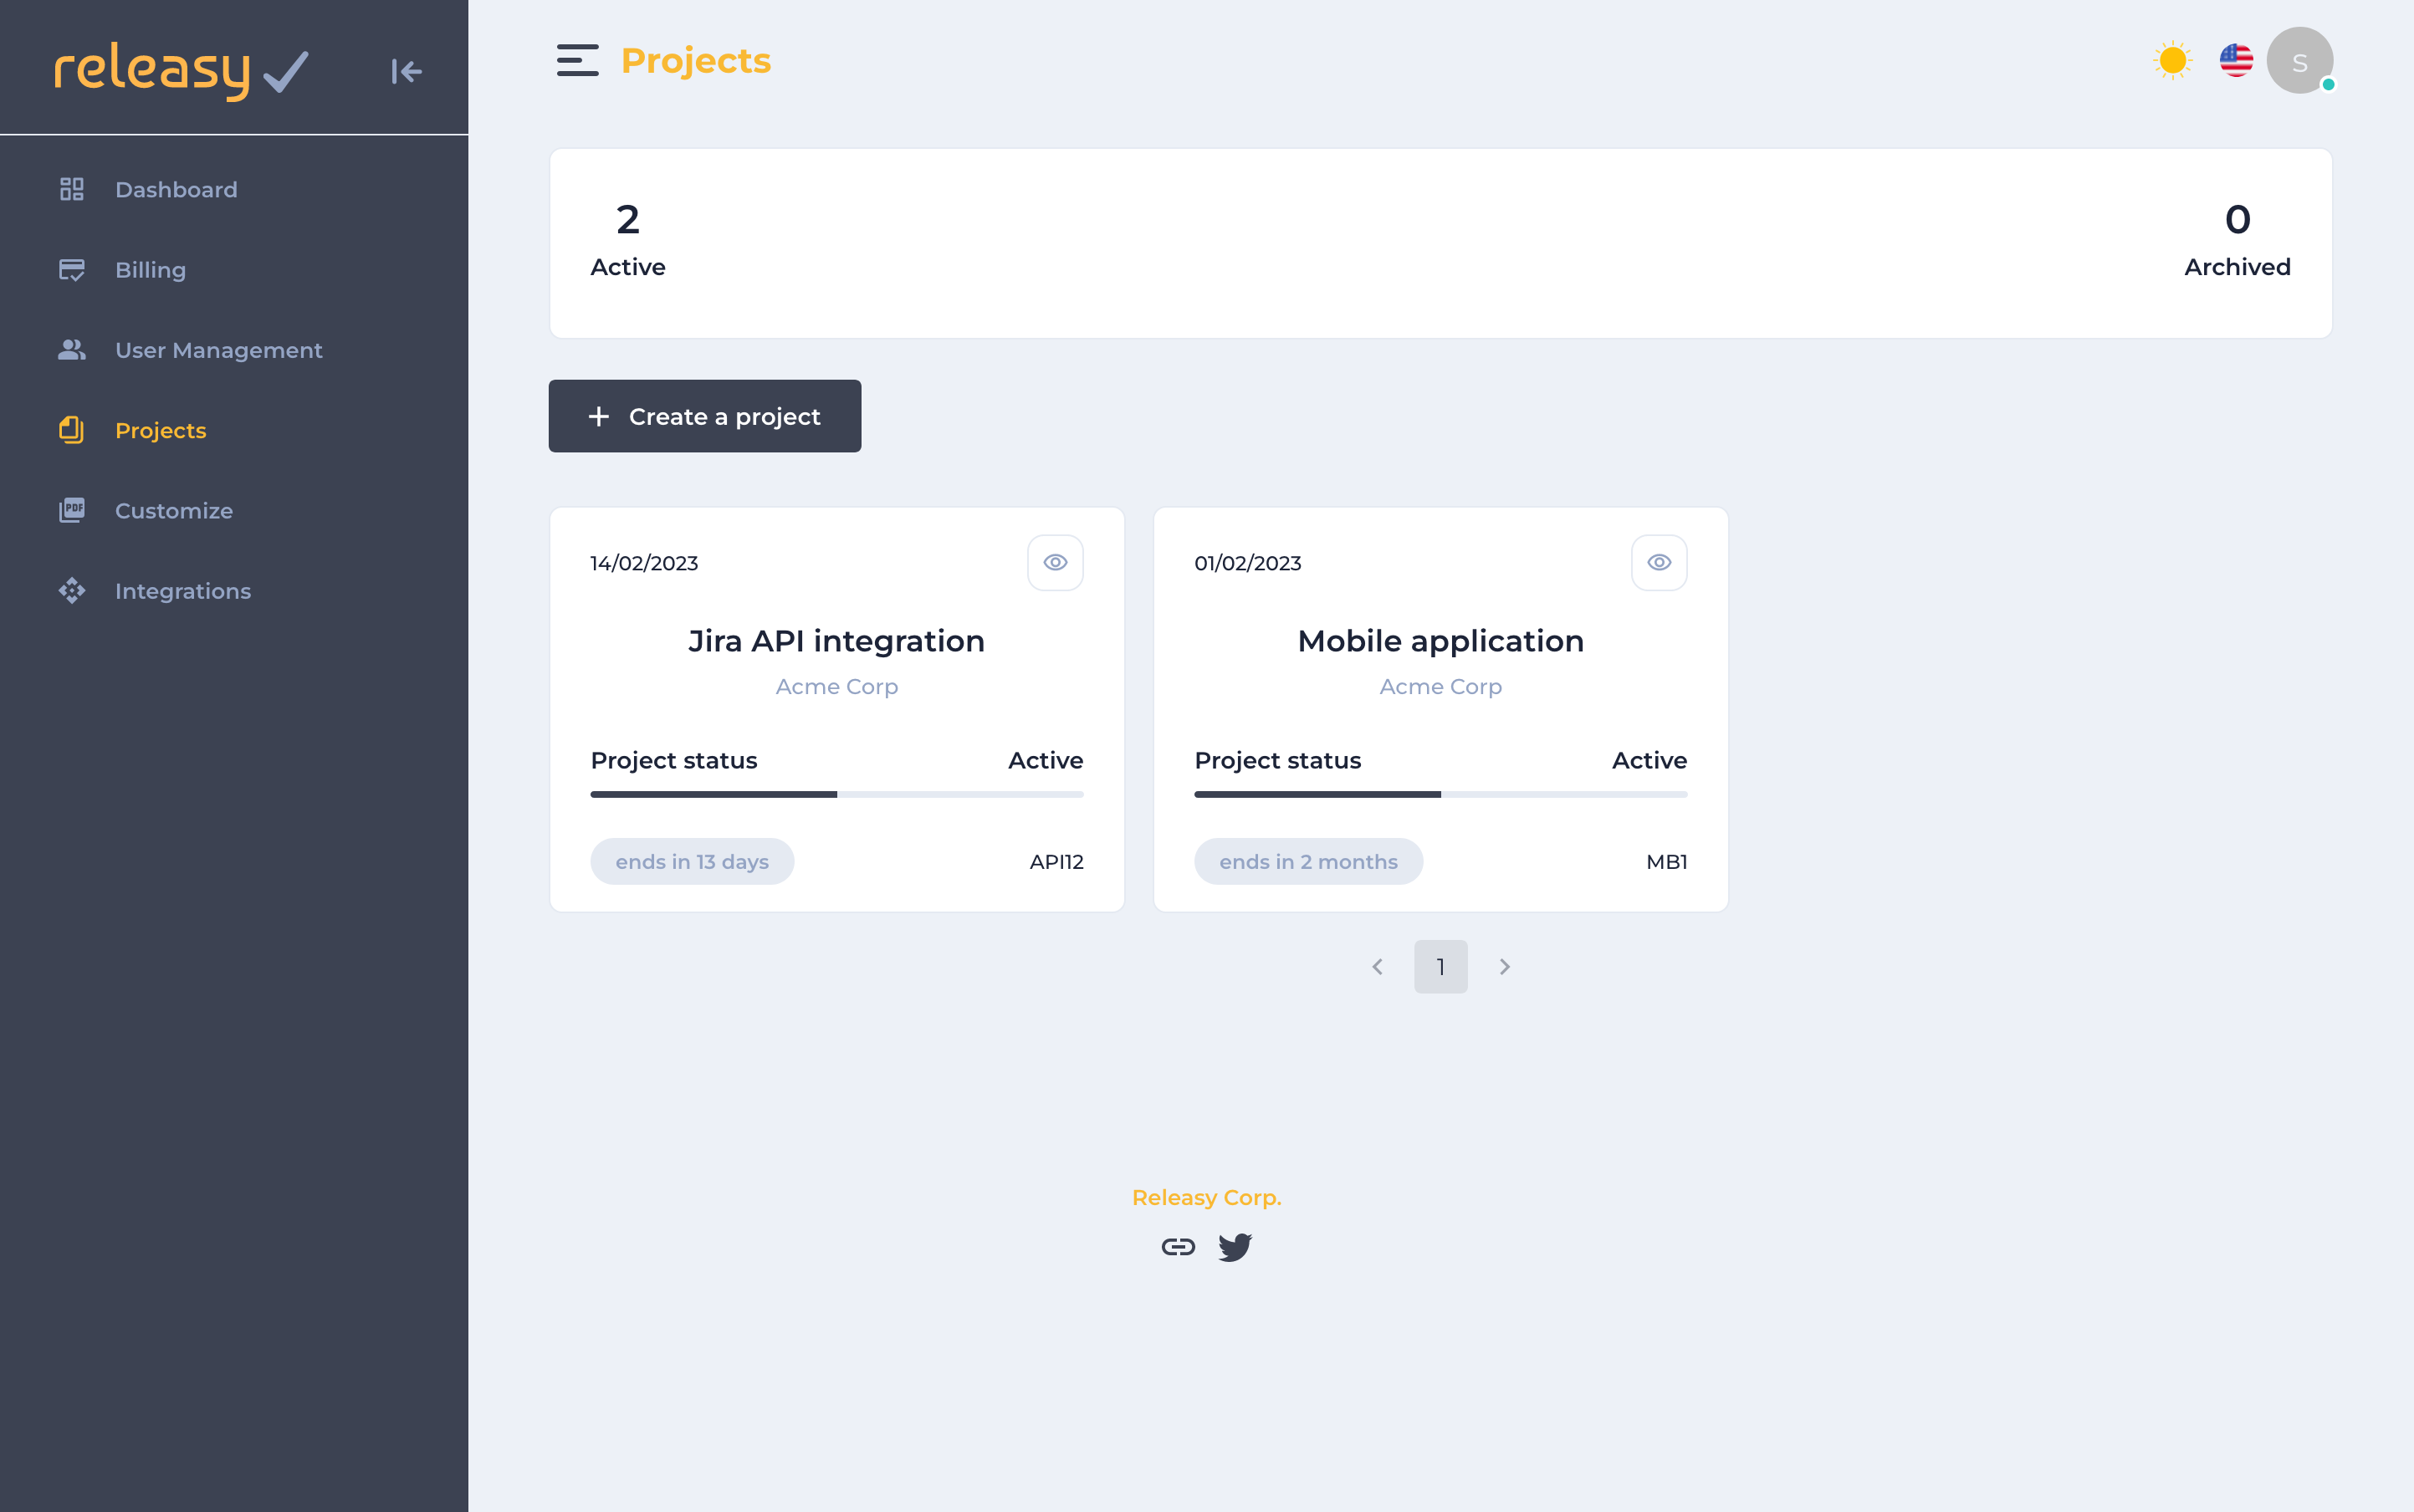 releasy
Dashboard
Billing
User Management
Projects
PDF
Customize
Integrations
Projects
S
2
Active
0
Archived
+ Create a project
14/02/2023
Jira API integration
Acme Corp
Project status Active
ends in 13 days API12
01/02/2023
Mobile application
Acme Corp
Project status Active
ends in 2 months MB1
1
Releasy Corp.